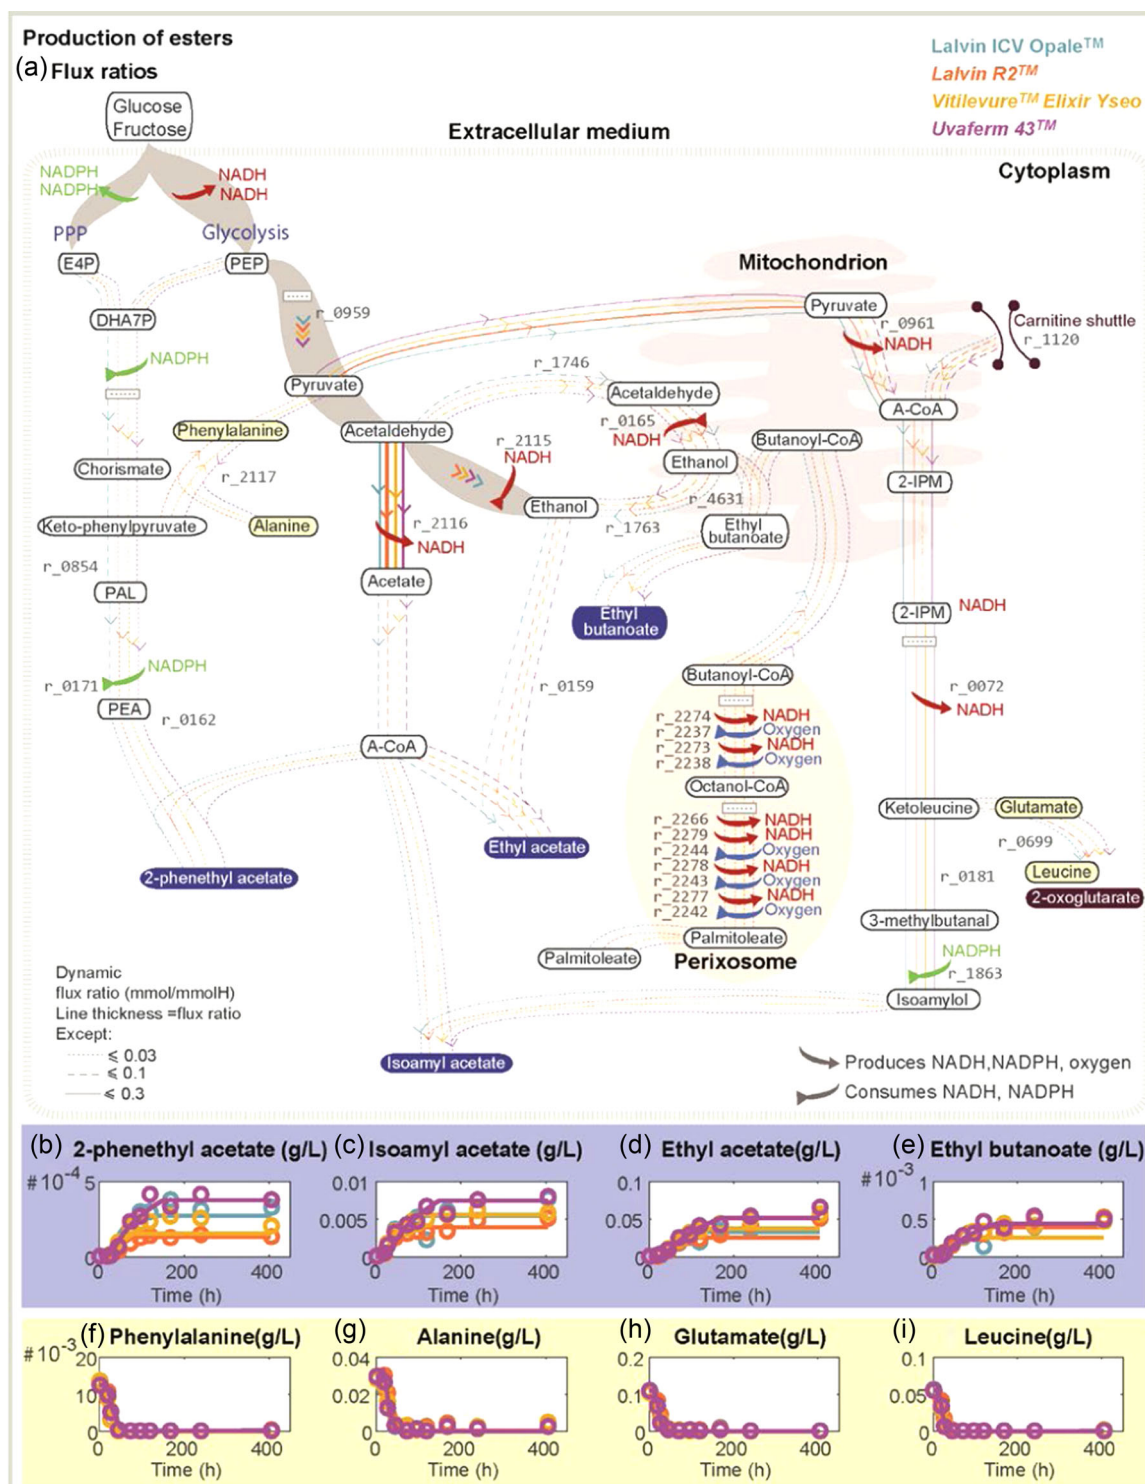 Production of esters
(a) Flux ratios
Lalvin ICV Opale™
Lalvin R2™
Vitilevure™ Elixir Yseo
Uvaferm 43™
Glucose
Fructose
Extracellular medium
Cytoplasm
NADPH
NADPH
NADH
NADH
PPP
Glycolysis
E4P
PEP
Mitochondrion
DHA7P
r_0959
Pyruvate
r_0961
NADH
Carnitine shuttle
r_1120
NADPH
Pyruvate
r_1746
Acetaldehyde
A-CoA
Phenylalanine
Acetaldehyde
r_0165
NADH
Butanoyl-CoA
r_2115
NADH
Ethanol
Chorismate
r_2117
2-IPM
Keto-phenylpyruvate
Alanine
Ethanol
r_4631
r_1763
Ethyl
butanoate
r_2116
NADH
r_0854
PAL
Acetate
Ethyl
butanoate
2-IPM
NADH
NADPH
r_0171
PEA
r_0162
r_0159
Butanoyl-CoA
r_0072
NADH
r_2274
NADH
r_2237
Oxygen
r_2273
NADH
r_2238
Oxygen
A-CoA
Octanol-CoA
Ketoleucine
Glutamate
r_2266
NADH
r_2279
NADH
r_2244
Oxygen
r_2278
NADH
r_2243
Oxygen
r_2277
NADH
r_2242
Oxygen
Ethyl acetate
r_0699
Leucine
2-oxoglutarate
2-phenethyl acetate
r_0181
3-methylbutanal
Palmitoleate
Palmitoleate
Perixosome
NADPH
r_1863
Isoamylol
Dynamic
flux ratio (mmol/mmolH)
Line thickness =flux ratio
Except:
⩽ 0.03
⩽ 0.1
⩽ 0.3
Isoamyl acetate
Produces NADH,NADPH, oxygen
Consumes NADH, NADPH
(b) 2-phenethyl acetate (g/L)
#10-4
5
0
0 200 400
Time (h)
(c) Isoamyl acetate (g/L)
0.01
0.005
0
0 200 400
Time (h)
(d) Ethyl acetate(g/L)
0.1
0.05
0
0 200 400
Time (h)
(e) Ethyl butanoate (g/L)
#10-3
1
0.5
0
0 200 400
Time (h)
(f) Phenylalanine(g/L)
#10-3
20
10
0
0 200 400
Time (h)
(g) Alanine(g/L)
0.04
0.02
0
0 200 400
Time (h)
(h) Glutamate(g/L)
0.2
0.1
0
0 200 400
Time (h)
(i) Leucine(g/L)
0.1
0.05
0
0 200 400
Time (h)